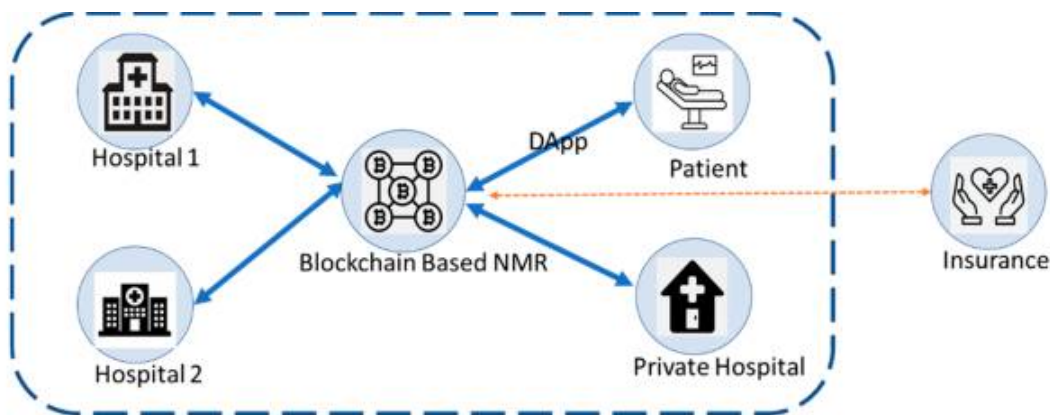 Hospital 1
DApp
Patient
Blockchain Based NMR
Insurance
Hospital 2
Private Hospital